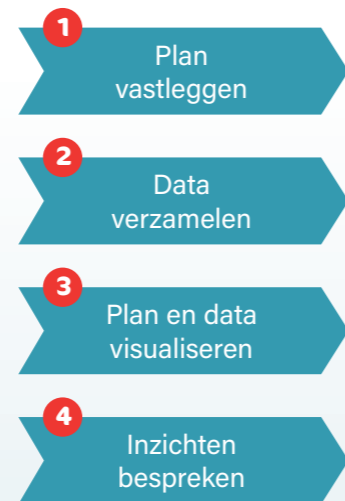 1
Plan
vastleggen
2
Data
verzamelen
3
Plan en data
visualiseren
4
Inzichten
bespreken